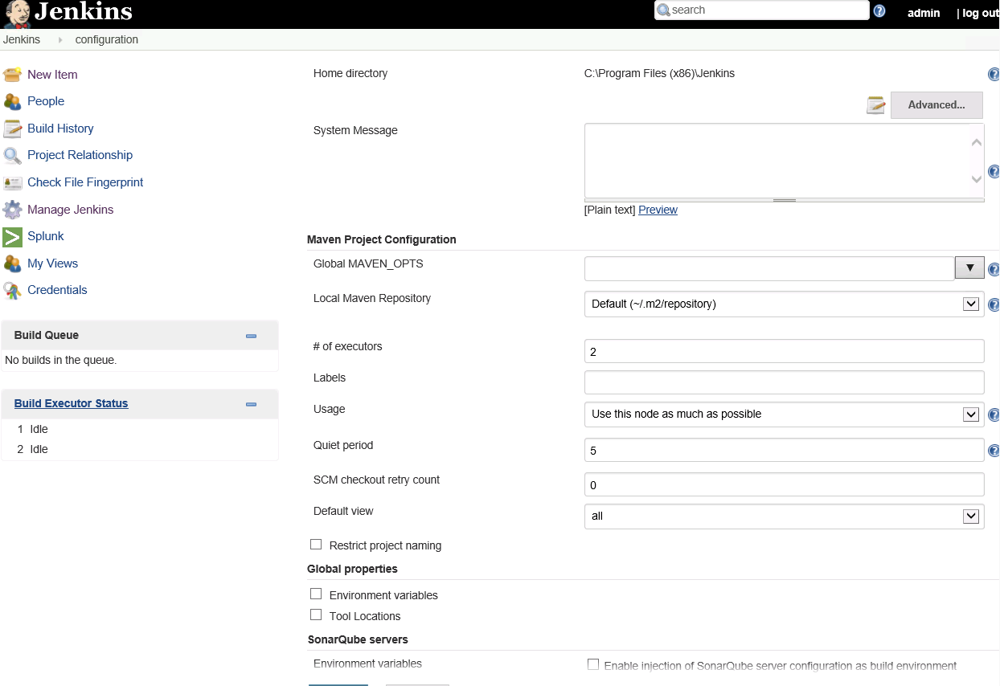 Jenkins
search
admin
| log out
Jenkins
configuration
New Item
People
Build History
Project Relationship
Check File Fingerprint
Manage Jenkins
Splunk
My Views
Credentials
Build Queue
No builds in the queue.
Build Executor Status
1 Idle
2 Idle
Home directory
C:\Program Files (x86)\Jenkins
Advanced...
System Message
[Plain text] Preview
Maven Project Configuration
Global MAVEN_OPTS
Local Maven Repository
Default (~/.m2/repository)
# of executors
2
Labels
Usage
Use this node as much as possible
Quiet period
5
SCM checkout retry count
0
Default view
all
Restrict project naming
Global properties
Environment variables
Tool Locations
SonarQube servers
Environment variables
Enable injection of SonarQube server configuration as build environment